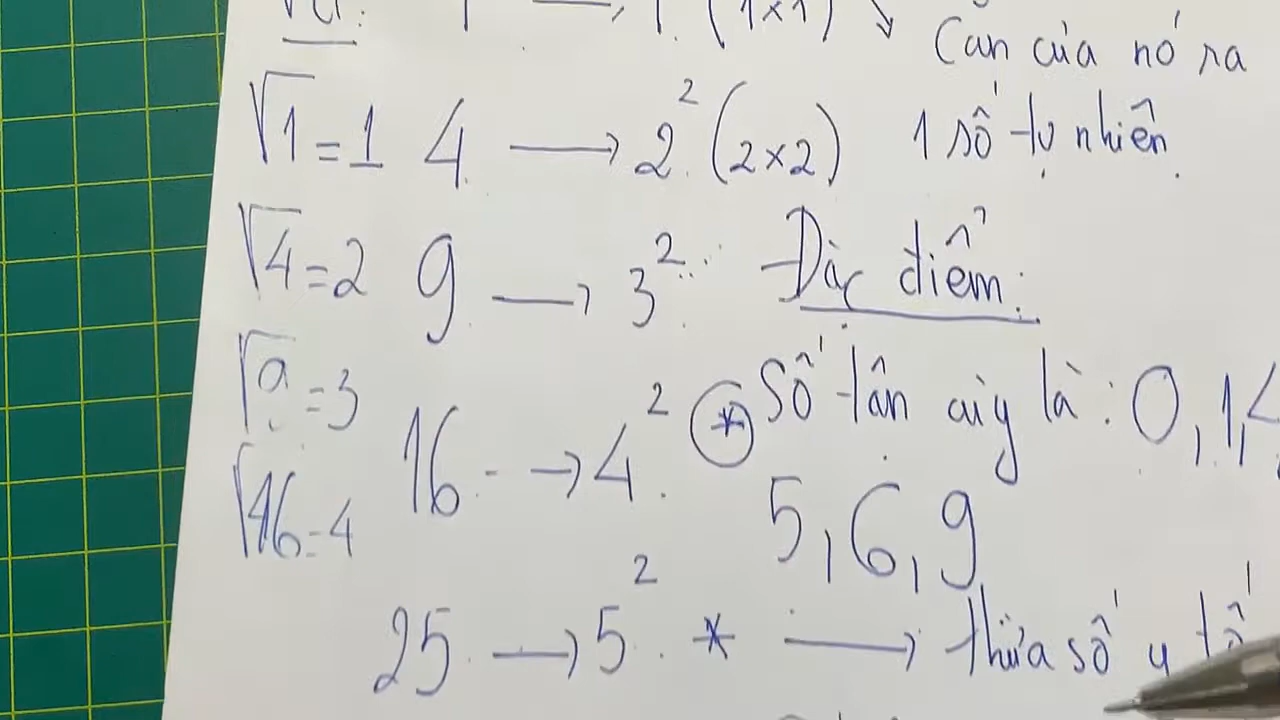 1 → 1 (1×1) ↘ Căn của nó ra
√1 = 1 4 → 2² (2×2) 1 số tự nhiên
√4 = 2 9 → 3² Đặc điểm:
√9 = 3 16 → 4² * Số tận cùng là: 0, 1, 4
√16 = 4 5, 6, 9
25 → 5² * → thừa số